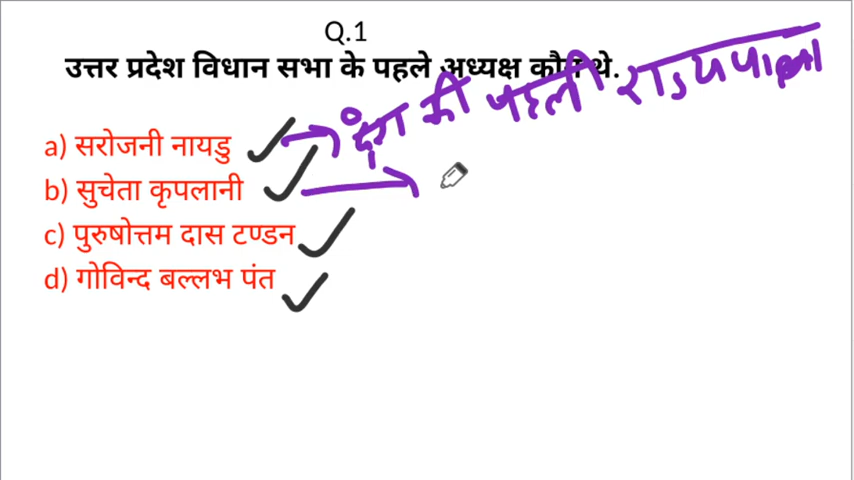 Q.1
उत्तर प्रदेश विधान सभा के पहले अध्यक्ष कौन थे.
a) सरोजनी नायडु
की पहली राज्यपाल
b) सुचेता कृपलानी
c) पुरुषोत्तम दास टण्डन
d) गोविन्द बल्लभ पंत